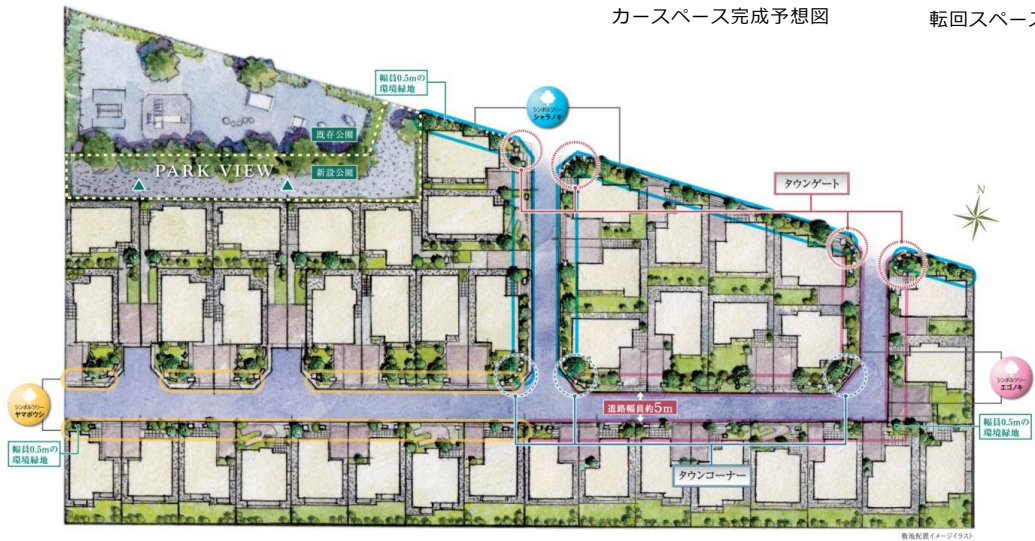 カースペース完成予想図
転回スペース
幅員0.5mの
環境緑地
シンボルツリー
シャラノキ
既存公園
PARK VIEW
新設公園
タウンゲート
N
シンボルツリー
ヤマボウシ
シンボルツリー
エゴノキ
道路幅員約5m
幅員0.5mの
環境緑地
幅員0.5mの
環境緑地
タウンコーナー
敷地配置イメージイラスト